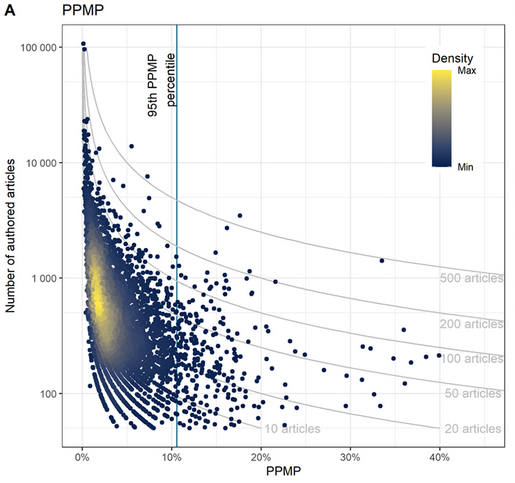 A
PPMP
Number of authored articles
100 000
10 000
1 000
100
95th PPMP
percentile
Density
Max
Min
500 articles
200 articles
100 articles
50 articles
20 articles
10 articles
0%
10%
20%
30%
40%
PPMP